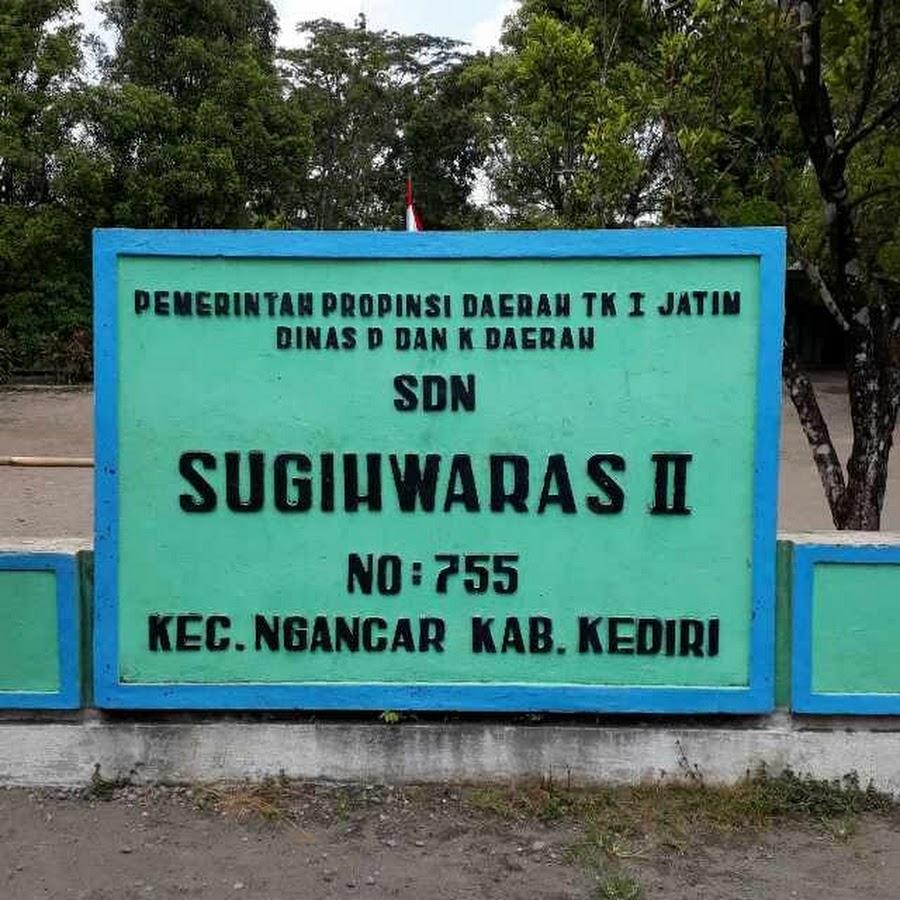 PEMERINTAH PROPINSI DAERAH TK I JATIM
DINAS P DAN K DAERAH
SDN
SUGIHWARAS II
NO : 755
KEC. NGANCAR KAB. KEDIRI